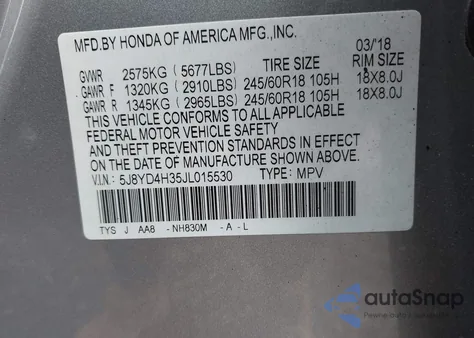 MFD.BY HONDA OF AMERICA MFG.,INC.
03/'18
TIRE SIZE RIM SIZE
GVWR 2575KG (5677LBS)
GAWR F 1320KG (2910LBS) 245/60R18 105H 18X8.0J
GAWR R 1345KG (2965LBS) 245/60R18 105H 18X8.0J
THIS VEHICLE CONFORMS TO ALL APPLICABLE
FEDERAL MOTOR VEHICLE SAFETY
AND THEFT PREVENTION STANDARDS IN EFFECT
ON THE DATE OF MANUFACTURE SHOWN ABOVE.
V.I.N: 5J8YD4H35JL015530 TYPE: MPV
TYS J AA8 - NH830M - A - L
autoSnap